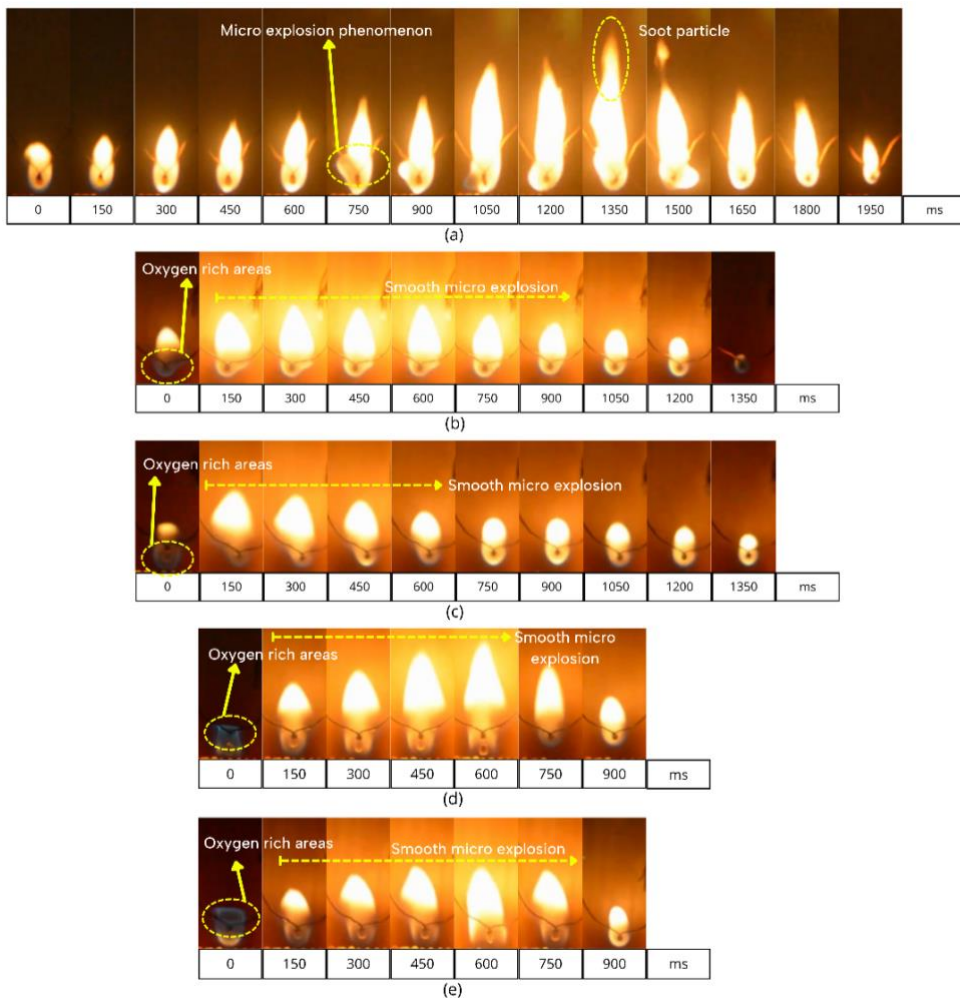 Micro explosion phenomenon
Soot particle
0 150 300 450 600 750 900 1050 1200 1350 1500 1650 1800 1950 ms
(a)
Oxygen rich areas
Smooth micro explosion
0 150 300 450 600 750 900 1050 1200 1350 ms
(b)
Oxygen rich areas
Smooth micro explosion
0 150 300 450 600 750 900 1050 1200 1350 ms
(c)
Smooth micro
explosion
Oxygen rich areas
0 150 300 450 600 750 900 ms
(d)
Oxygen rich areas
Smooth micro explosion
0 150 300 450 600 750 900 ms
(e)